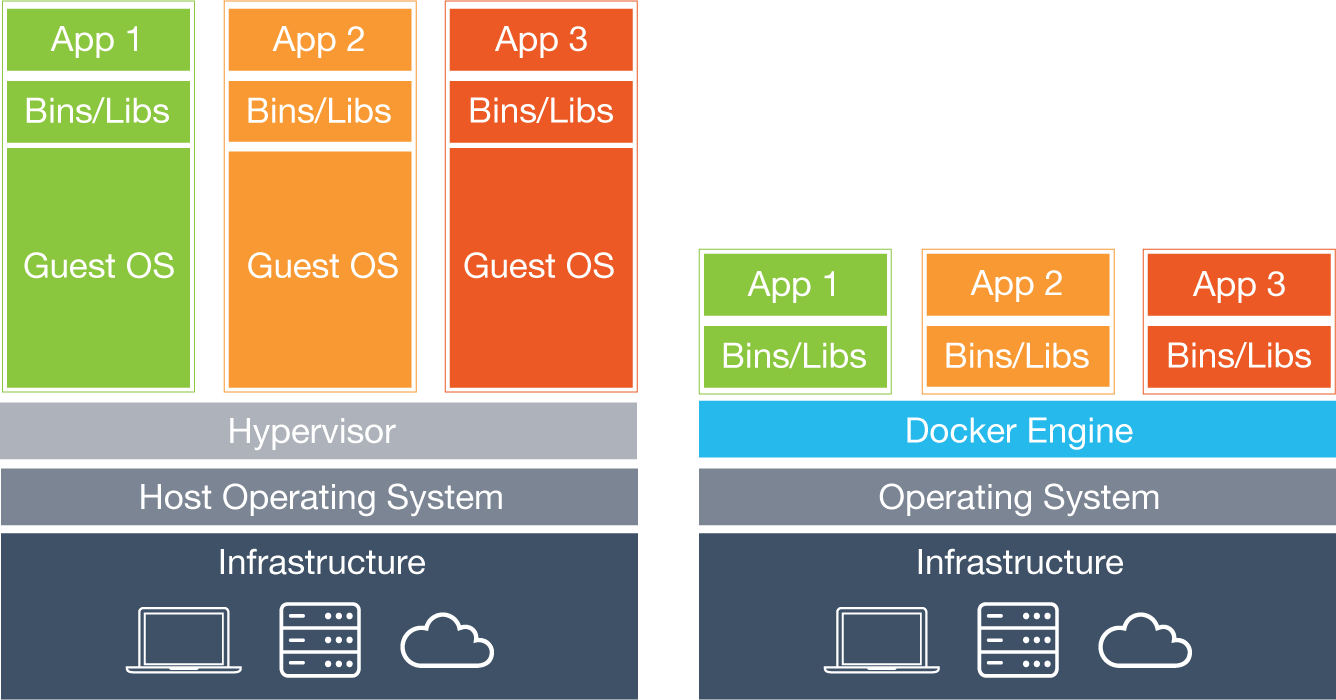 App 1
App 2
App 3
Bins/Libs
Bins/Libs
Bins/Libs
Guest OS
Guest OS
Guest OS
Hypervisor
Host Operating System
Infrastructure
App 1
App 2
App 3
Bins/Libs
Bins/Libs
Bins/Libs
Docker Engine
Operating System
Infrastructure